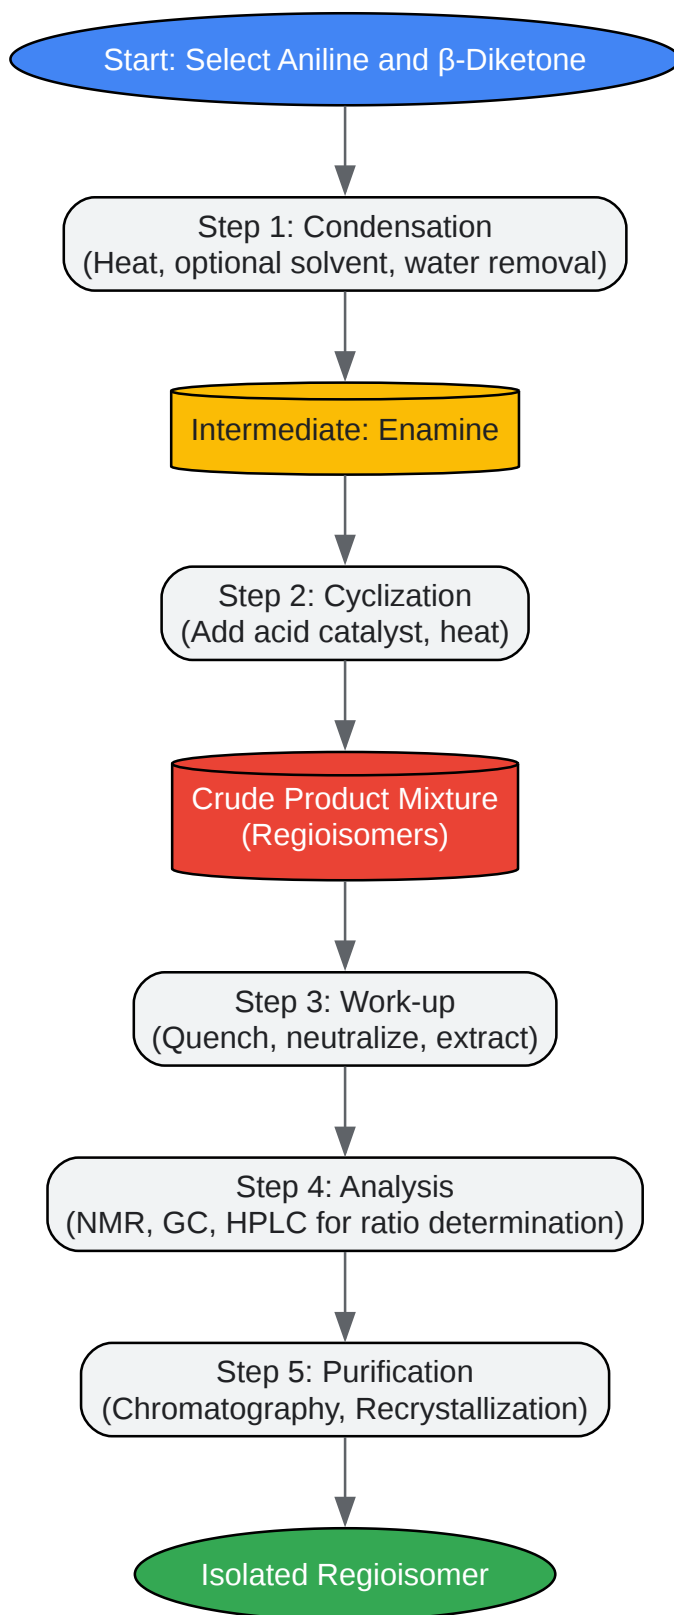 Start: Select Aniline and β-Diketone
Step 1: Condensation
(Heat, optional solvent, water removal)
Intermediate: Enamine
Step 2: Cyclization
(Add acid catalyst, heat)
Crude Product Mixture
(Regioisomers)
Step 3: Work-up
(Quench, neutralize, extract)
Step 4: Analysis
(NMR, GC, HPLC for ratio determination)
Step 5: Purification
(Chromatography, Recrystallization)
Isolated Regioisomer